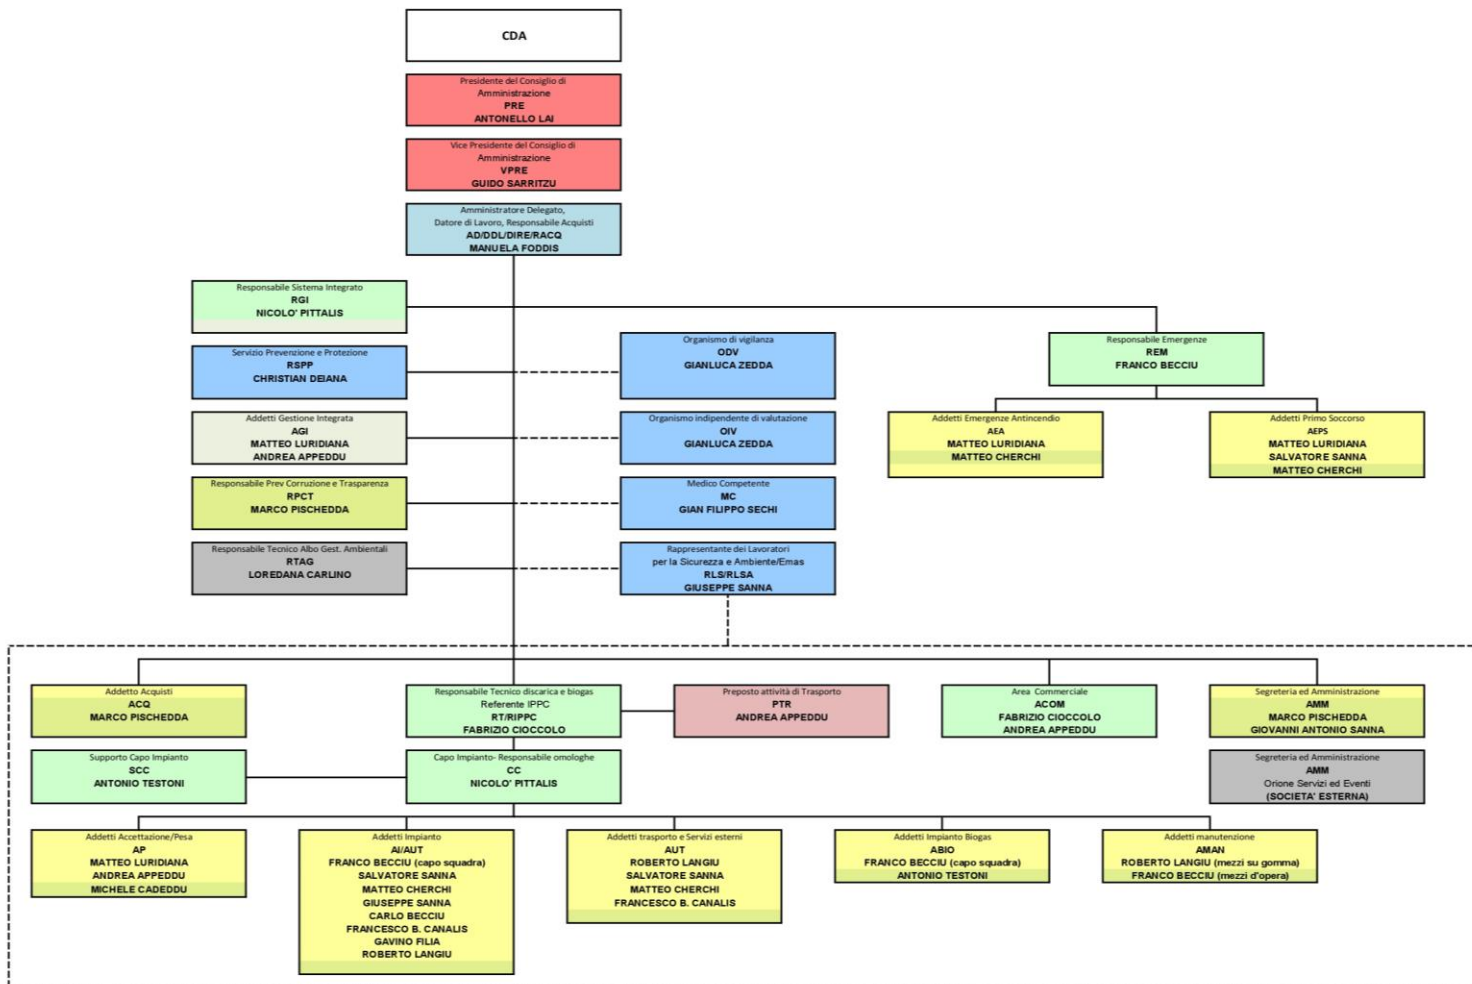 CDA
Presidente del Consiglio di
Amministrazione
PRE
ANTONELLO LAI
Vice Presidente del Consiglio di
Amministrazione
VPRE
GUIDO SARRITZU
Amministratore Delegato,
Datore di Lavoro, Responsabile Acquisti
AD/DDL/DIRE/RACQ
MANUELA FODDIS
Responsabile Sistema Integrato
RGI
NICOLO' PITTALIS
Servizio Prevenzione e Protezione
RSPP
CHRISTIAN DEIANA
Organismo di vigilanza
ODV
GIANLUCA ZEDDA
Responsabile Emergenze
REM
FRANCO BECCIU
Addetti Gestione Integrata
AGI
MATTEO LURIDIANA
ANDREA APPEDDU
Organismo indipendente di valutazione
OIV
GIANLUCA ZEDDA
Addetti Emergenze Antincendio
AEA
MATTEO LURIDIANA
MATTEO CHERCHI
Addetti Primo Soccorso
AEPS
MATTEO LURIDIANA
SALVATORE SANNA
MATTEO CHERCHI
Responsabile Prev Corruzione e Trasparenza
RPCT
MARCO PISCHEDDA
Medico Competente
MC
GIAN FILIPPO SECHI
Responsabile Tecnico Albo Gest. Ambientali
RTAG
LOREDANA CARLINO
Rappresentante dei Lavoratori
per la Sicurezza e Ambiente/Emas
RLS/RLSA
GIUSEPPE SANNA
Addetto Acquisti
ACQ
MARCO PISCHEDDA
Responsabile Tecnico discarica e biogas
Referente IPPC
RT/RIPPC
FABRIZIO CIOCCOLO
Preposto attività di Trasporto
PTR
ANDREA APPEDDU
Area Commerciale
ACOM
FABRIZIO CIOCCOLO
ANDREA APPEDDU
Segreteria ed Amministrazione
AMM
MARCO PISCHEDDA
GIOVANNI ANTONIO SANNA
Supporto Capo Impianto
SCC
ANTONIO TESTONI
Capo Impianto- Responsabile omologhe
CC
NICOLO' PITTALIS
Segreteria ed Amministrazione
AMM
Orione Servizi ed Eventi
(SOCIETA' ESTERNA)
Addetti Accettazione/Pesa
AP
MATTEO LURIDIANA
ANDREA APPEDDU
MICHELE CADEDDU
Addetti Impianto
AI/AUT
FRANCO BECCIU (capo squadra)
SALVATORE SANNA
MATTEO CHERCHI
GIUSEPPE SANNA
CARLO BECCIU
FRANCESCO B. CANALIS
GAVINO FILIA
ROBERTO LANGIU
Addetti trasporto e Servizi esterni
AUT
ROBERTO LANGIU
SALVATORE SANNA
MATTEO CHERCHI
FRANCESCO B. CANALIS
Addetti Impianto Biogas
ABIO
FRANCO BECCIU (capo squadra)
ANTONIO TESTONI
Addetti manutenzione
AMAN
ROBERTO LANGIU (mezzi su gomma)
FRANCO BECCIU (mezzi d'opera)